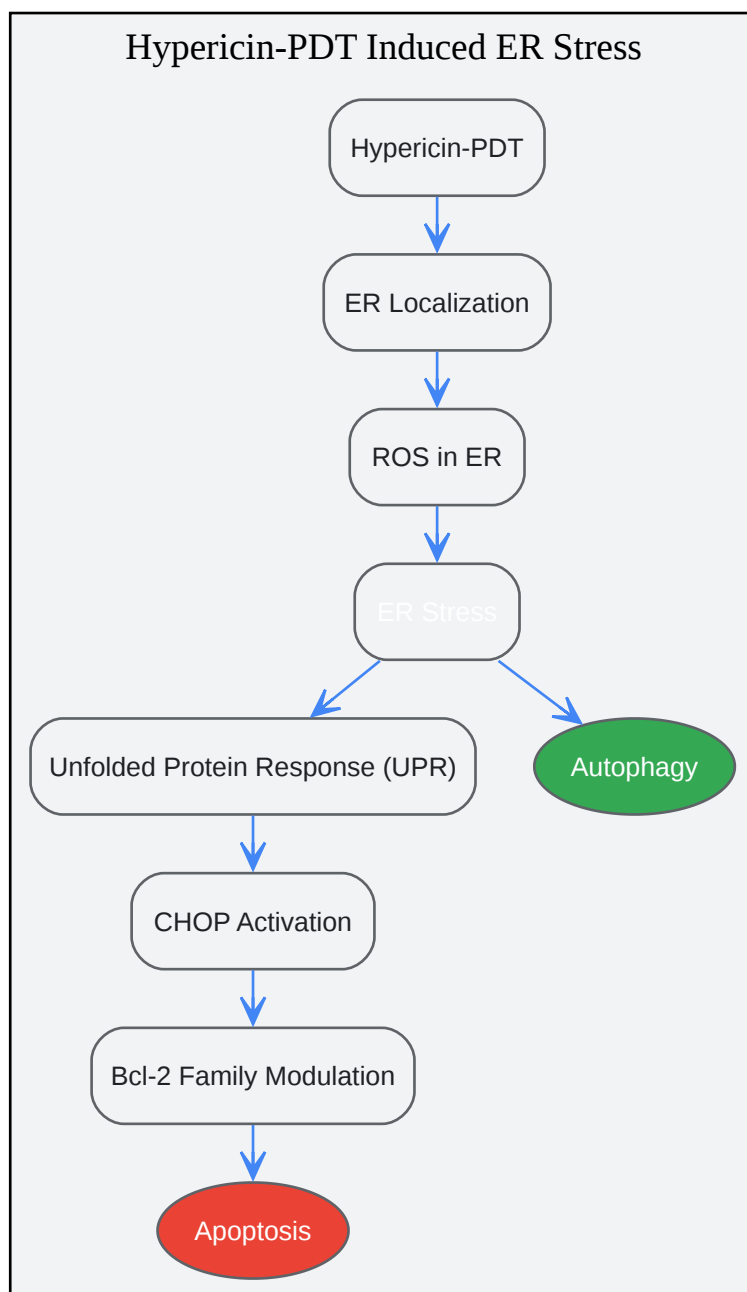 Hypericin-PDT Induced ER Stress
Hypericin-PDT
ER Localization
ROS in ER
ER Stress
Unfolded Protein Response (UPR)
Autophagy
CHOP Activation
Bcl-2 Family Modulation
Apoptosis